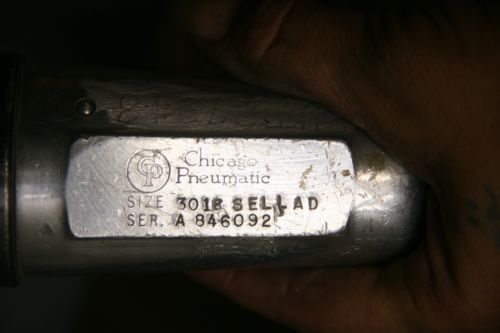 CP Chicago
Pneumatic
SIZE 3018 SELLAD
SER. A 846092